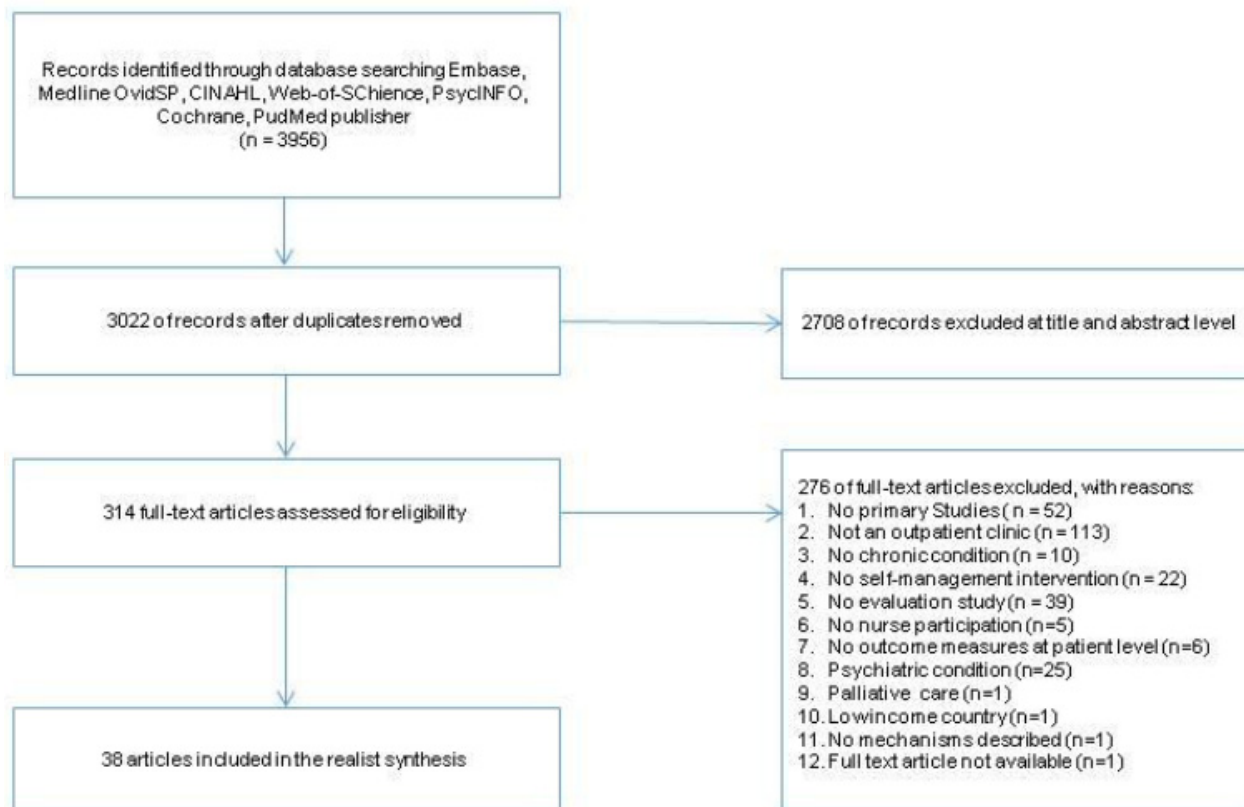 Records identified through database searching Embase,
Medline OvidSP, CINAHL, Web-of-SChience, PsycINFO,
Cochrane, PudMed publisher
(n = 3956)
3022 of records after duplicates removed
2708 of records excluded at title and abstract level
314 full-text articles assessed for eligibility
276 of full-text articles excluded, with reasons:
1. No primary Studies ( n = 52)
2. Not an outpatient clinic (n = 113)
3. No chronic condition (n = 10)
4. No self-management intervention (n = 22)
5. No evaluation study (n = 39)
6. No nurse participation (n=5)
7. No outcome measures at patient level (n=6)
8. Psychiatric condition (n=25)
9. Palliative care (n=1)
10. Low income country (n=1)
11. No mechanisms described (n=1)
12. Full text article not available (n=1)
38 articles included in the realist synthesis